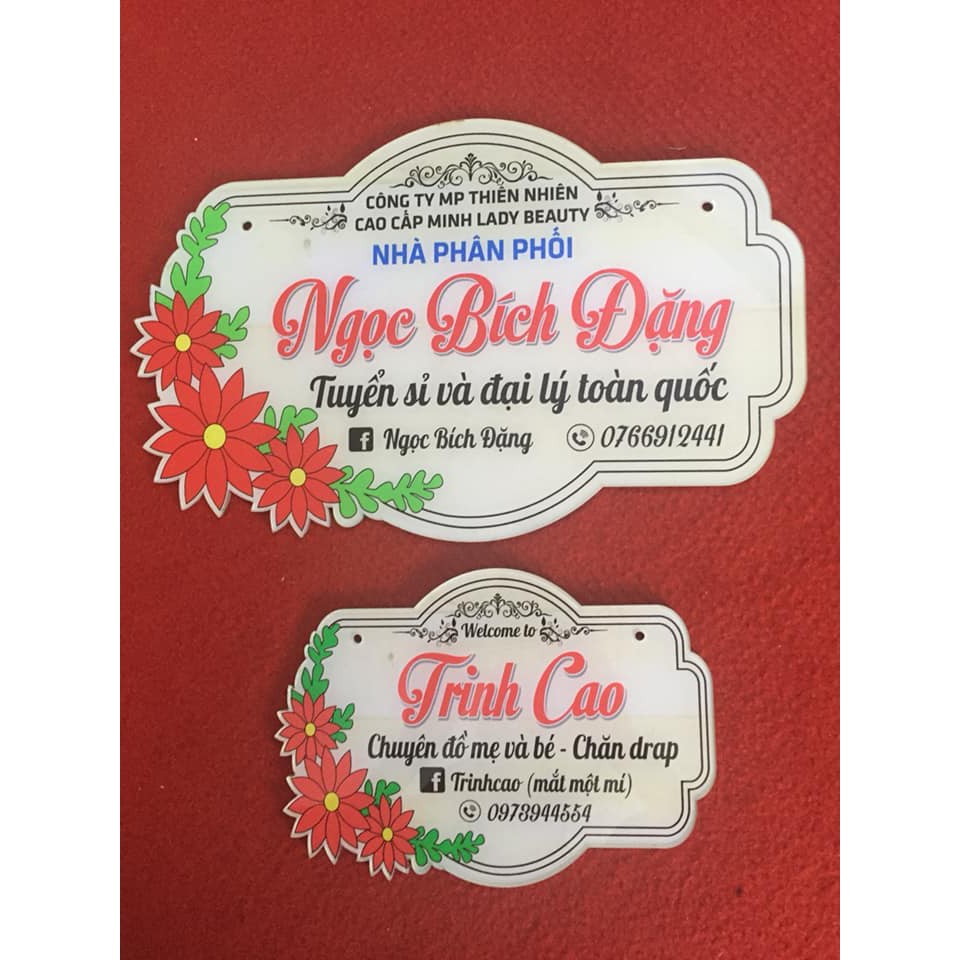 CÔNG TY MP THIÊN NHIÊN
CAO CẤP MINH LADY BEAUTY
NHÀ PHÂN PHỐI
Ngọc Bích Đặng
Tuyển sỉ và đại lý toàn quốc
f Ngọc Bích Đặng 0766912441
Welcome to
Trinh Cao
Chuyên đồ mẹ và bé - Chăn drap
f Trinhcao (mắt một mí)
0973944554